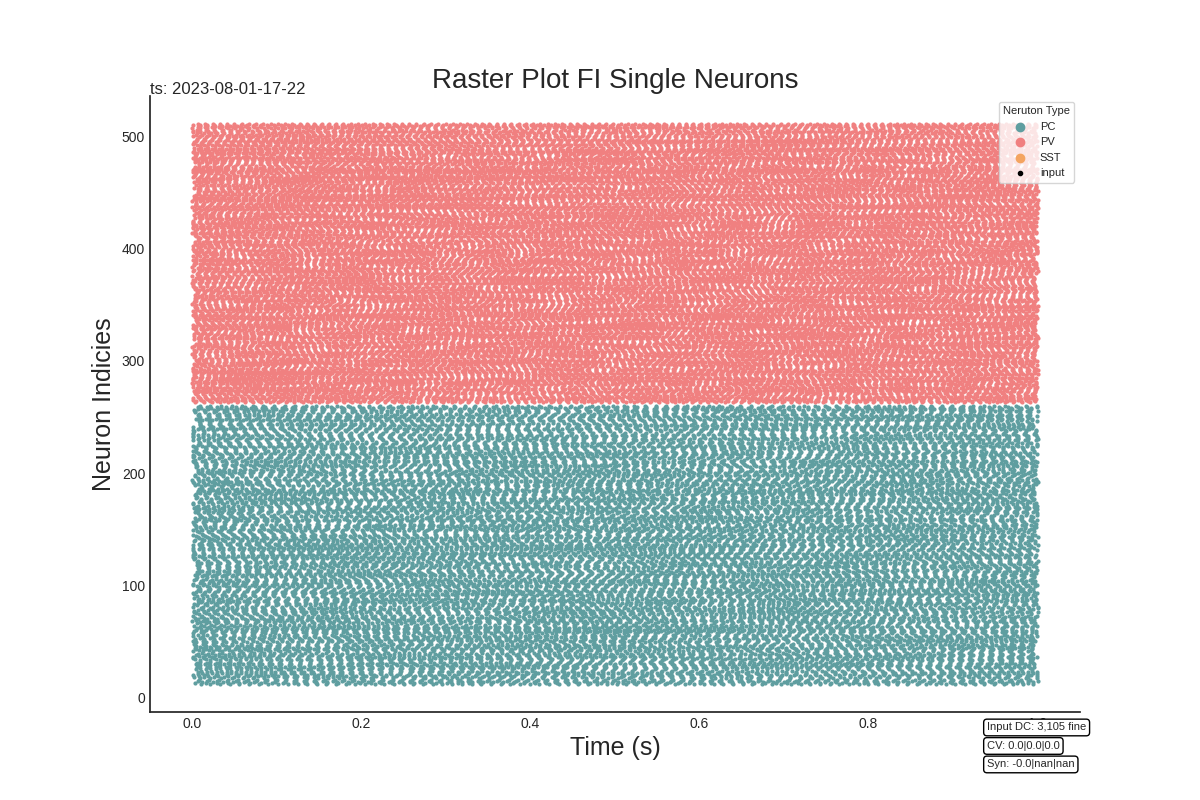 Raster Plot FI Single Neurons
ts: 2023-08-01-17-22
Neruton Type
PC
PV
SST
input
500
400
300
200
100
0
Neuron Indicies
0.0 0.2 0.4 0.6 0.8
Time (s)
Input DC: 3,105 fine
CV: 0.0|0.0|0.0
Syn: -0.0|nan|nan